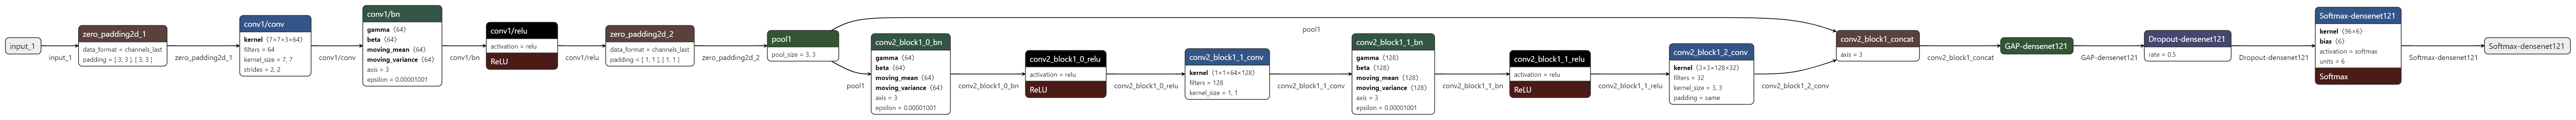 input_1
input_1
zero_padding2d_1
data_format = channels_last
padding = [ 3, 3 ], [ 3, 3 ]
zero_padding2d_1
conv1/conv
kernel ⟨7×7×3×64⟩
filters = 64
kernel_size = 7, 7
strides = 2, 2
conv1/conv
conv1/bn
gamma ⟨64⟩
beta ⟨64⟩
moving_mean ⟨64⟩
moving_variance ⟨64⟩
axis = 3
epsilon = 0.00001001
conv1/bn
conv1/relu
activation = relu
ReLU
conv1/relu
zero_padding2d_2
data_format = channels_last
padding = [ 1, 1 ], [ 1, 1 ]
zero_padding2d_2
pool1
pool_size = 3, 3
pool1
pool1
conv2_block1_0_bn
gamma ⟨64⟩
beta ⟨64⟩
moving_mean ⟨64⟩
moving_variance ⟨64⟩
axis = 3
epsilon = 0.00001001
conv2_block1_0_bn
conv2_block1_0_relu
activation = relu
ReLU
conv2_block1_0_relu
conv2_block1_1_conv
kernel ⟨1×1×64×128⟩
filters = 128
kernel_size = 1, 1
conv2_block1_1_conv
conv2_block1_1_bn
gamma ⟨128⟩
beta ⟨128⟩
moving_mean ⟨128⟩
moving_variance ⟨128⟩
axis = 3
epsilon = 0.00001001
conv2_block1_1_bn
conv2_block1_1_relu
activation = relu
ReLU
conv2_block1_1_relu
conv2_block1_2_conv
kernel ⟨3×3×128×32⟩
filters = 32
kernel_size = 3, 3
padding = same
conv2_block1_2_conv
conv2_block1_concat
axis = 3
conv2_block1_concat
GAP-densenet121
GAP-densenet121
Dropout-densenet121
rate = 0.5
Dropout-densenet121
Softmax-densenet121
kernel ⟨96×6⟩
bias ⟨6⟩
activation = softmax
units = 6
Softmax
Softmax-densenet121
Softmax-densenet121